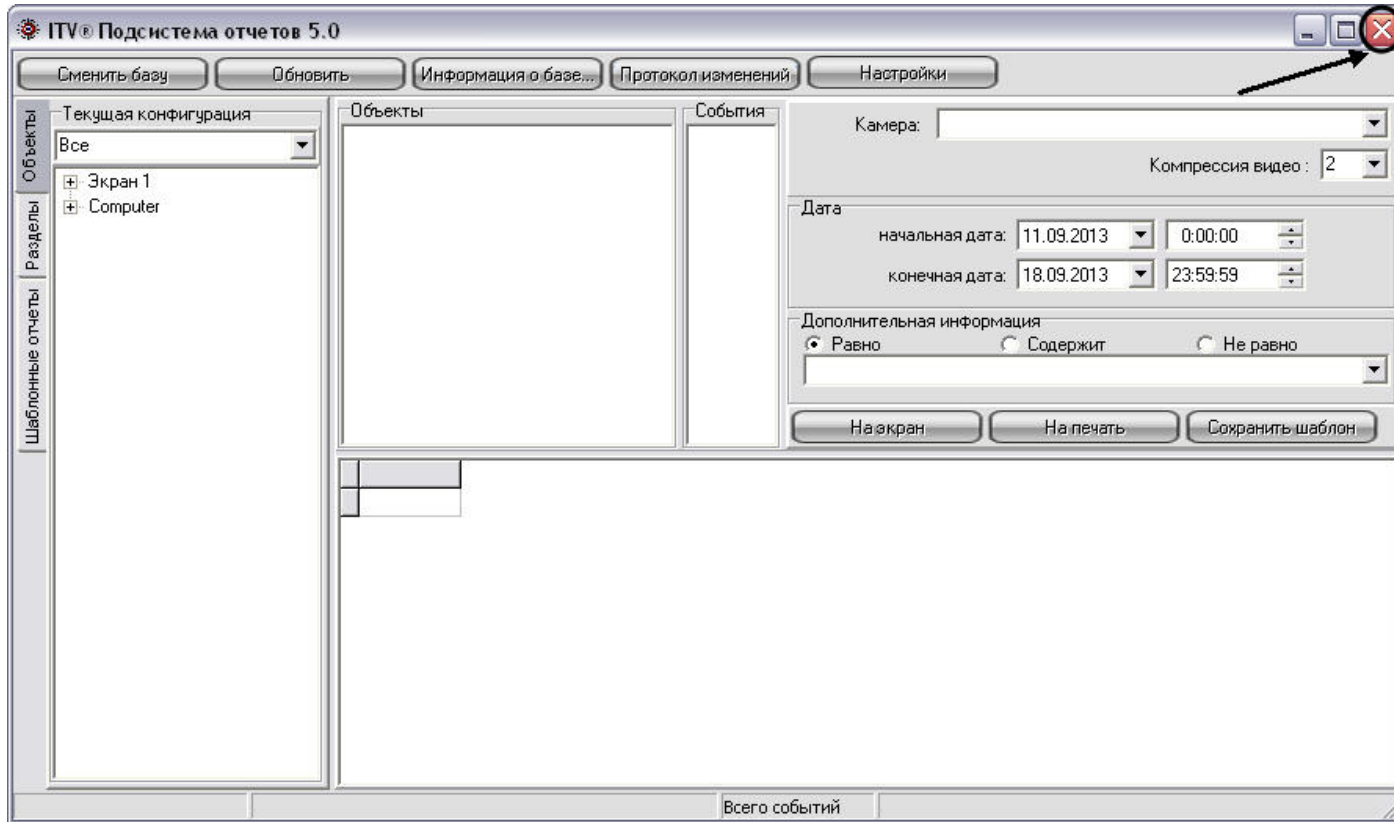 ITV® Подсистема отчетов 5.0
Сменить базу Обновить Информация о базе... Протокол изменений Настройки
Объекты
Разделы
Шаблонные отчеты
Текущая конфигурация
Все
Экран 1
Computer
Объекты
События
Камера:
Компрессия видео : 2
Дата
начальная дата: 11.09.2013 0:00:00
конечная дата: 18.09.2013 23:59:59
Дополнительная информация
Равно Содержит Не равно
На экран На печать Сохранить шаблон
Всего событий